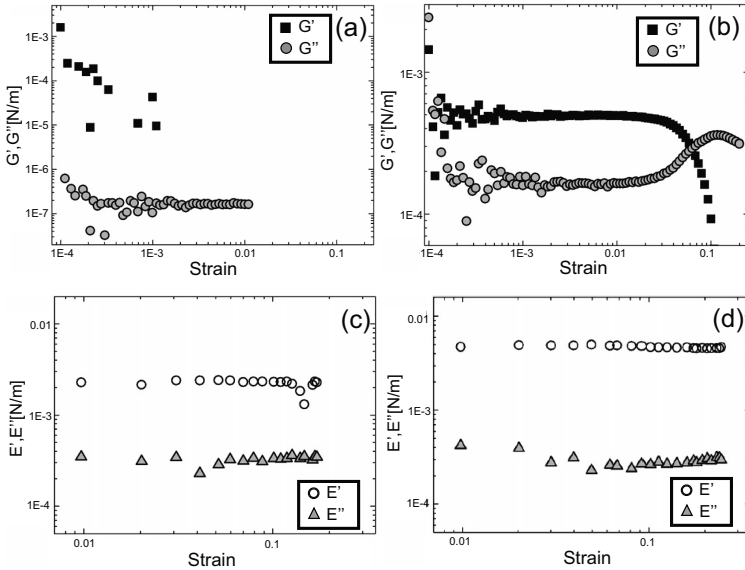 (a)
G'
G''
1E-3
1E-4
1E-5
1E-6
1E-7
G', G''[N/m]
1E-4
1E-3
0.01
0.1
Strain
(b)
G'
G''
1E-3
1E-4
G', G''[N/m]
1E-4
1E-3
0.01
0.1
Strain
(c)
0.01
1E-3
1E-4
E', E''[N/m]
E'
E''
0.01
0.1
Strain
(d)
0.01
1E-3
1E-4
E', E''[N/m]
E'
E''
0.01
0.1
Strain